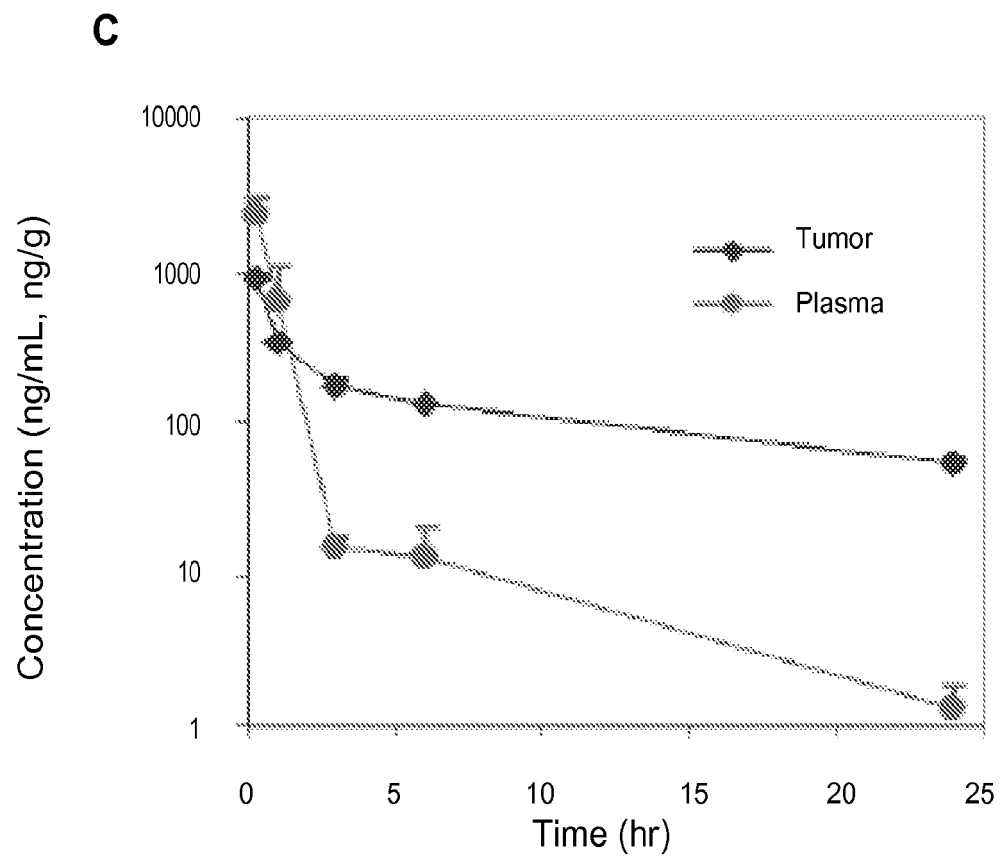 C
10000
1000
100
10
1
Concentration (ng/mL, ng/g)
Tumor
Plasma
0 5 10 15 20 25
Time (hr)